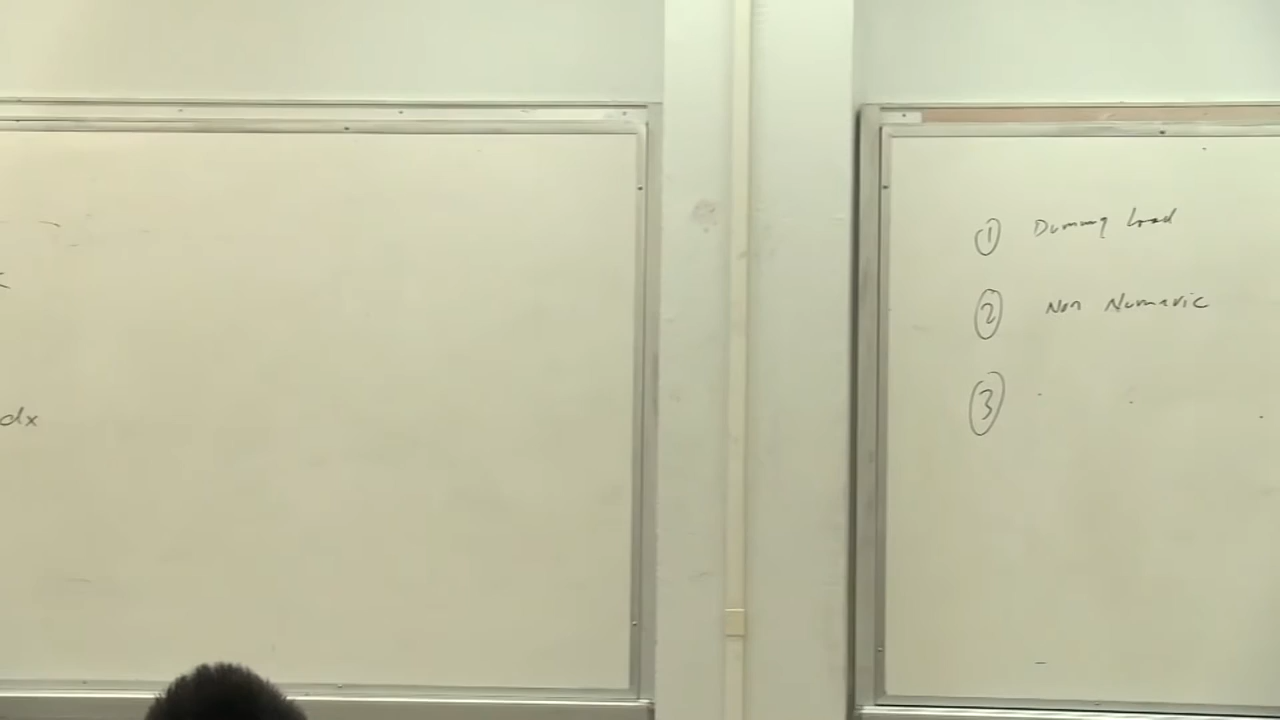 dx
① Dummy Load
② Non Numeric
③